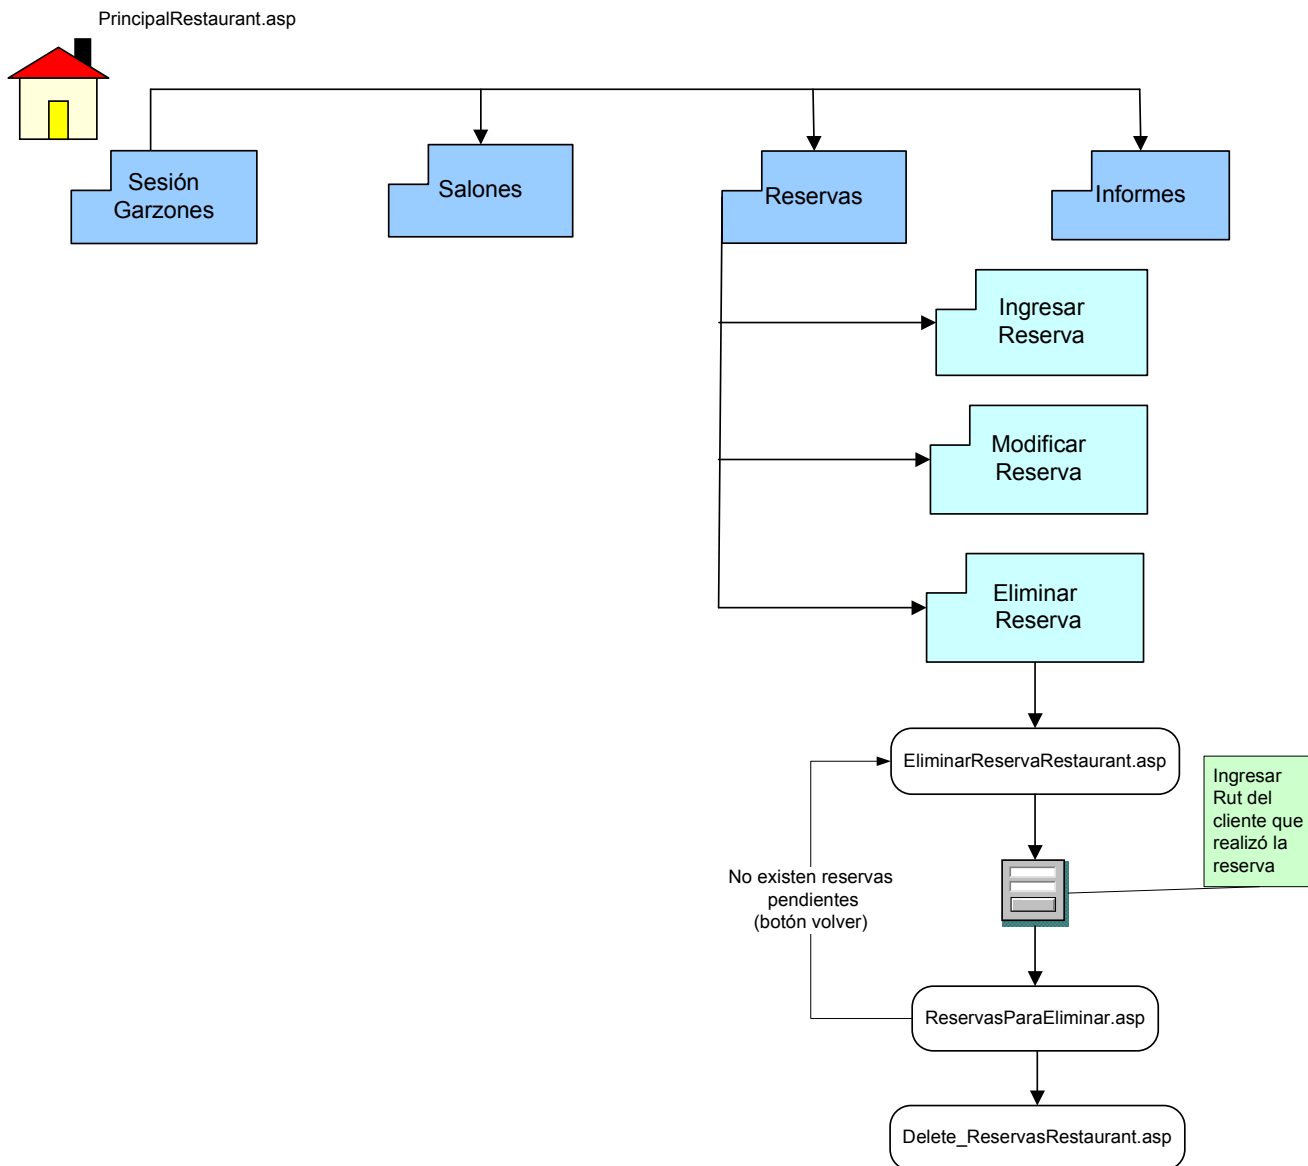 PrincipalRestaurant.asp
Sesión
Garzones
Salones
Reservas
Informes
Ingresar
Reserva
Modificar
Reserva
Eliminar
Reserva
EliminarReservaRestaurant.asp
Ingresar
Rut del
cliente que
realizó la
reserva
No existen reservas
pendientes
(botón volver)
ReservasParaEliminar.asp
Delete_ReservasRestaurant.asp